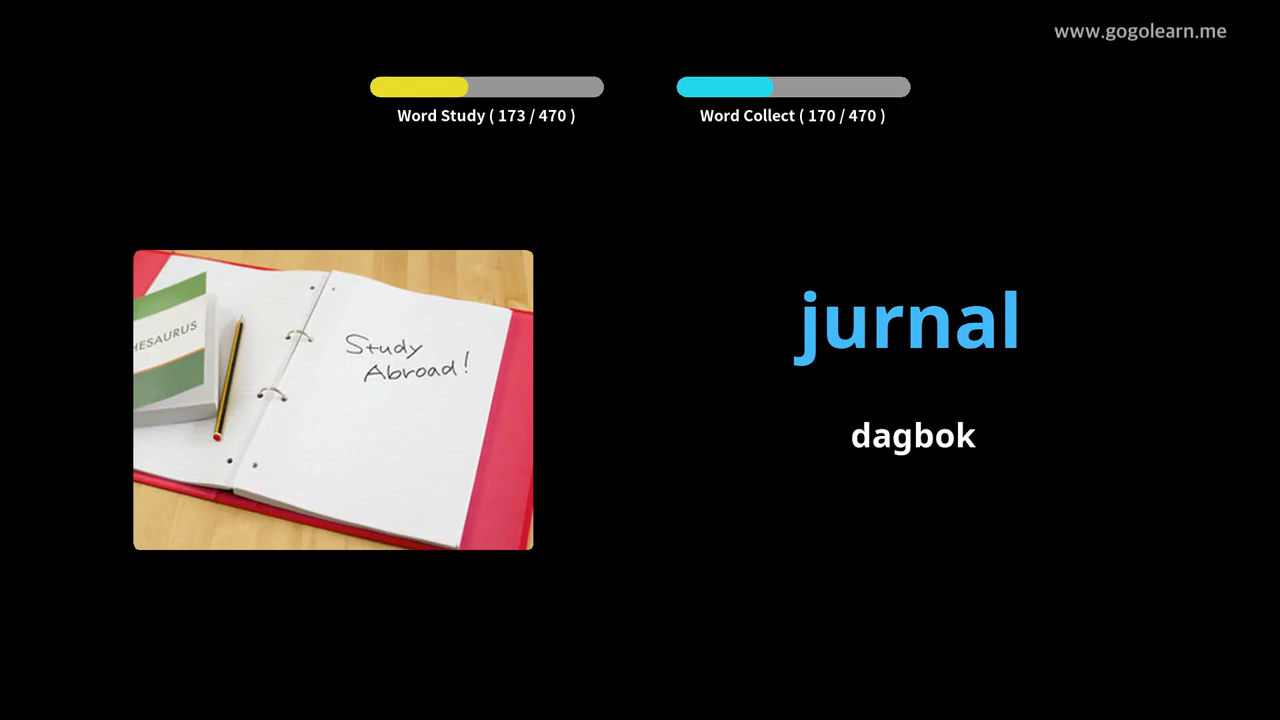 www.gogolearn.me
Word Study ( 173 / 470 )
Word Collect ( 170 / 470 )
HESAURUS
Study
Abroad!
jurnal
dagbok